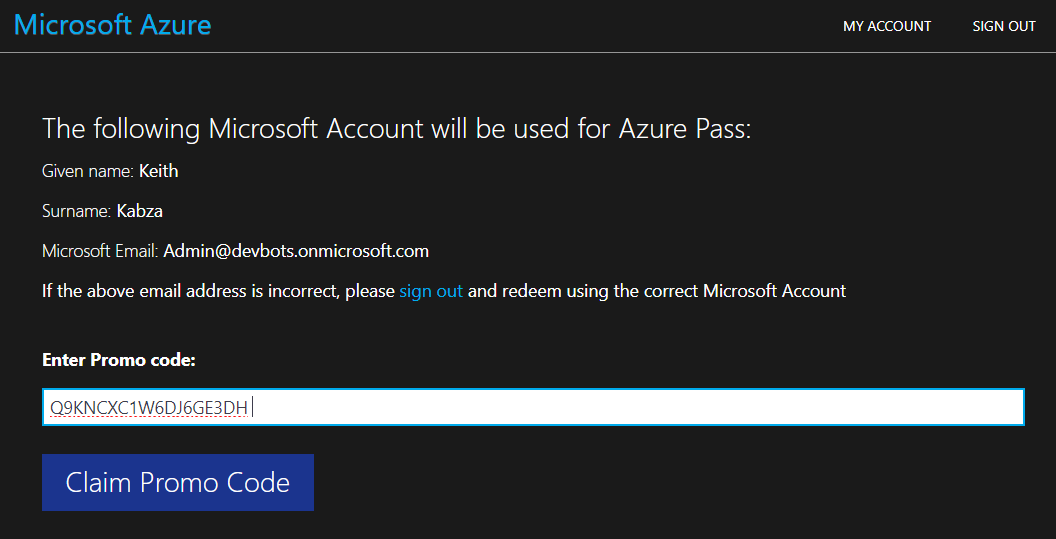 Microsoft Azure
MY ACCOUNT
SIGN OUT
The following Microsoft Account will be used for Azure Pass:
Given name: Keith
Surname: Kabza
Microsoft Email: Admin@devbots.onmicrosoft.com
If the above email address is incorrect, please sign out and redeem using the correct Microsoft Account
Enter Promo code:
Q9KNCXC1W6DJ6GE3DH
Claim Promo Code